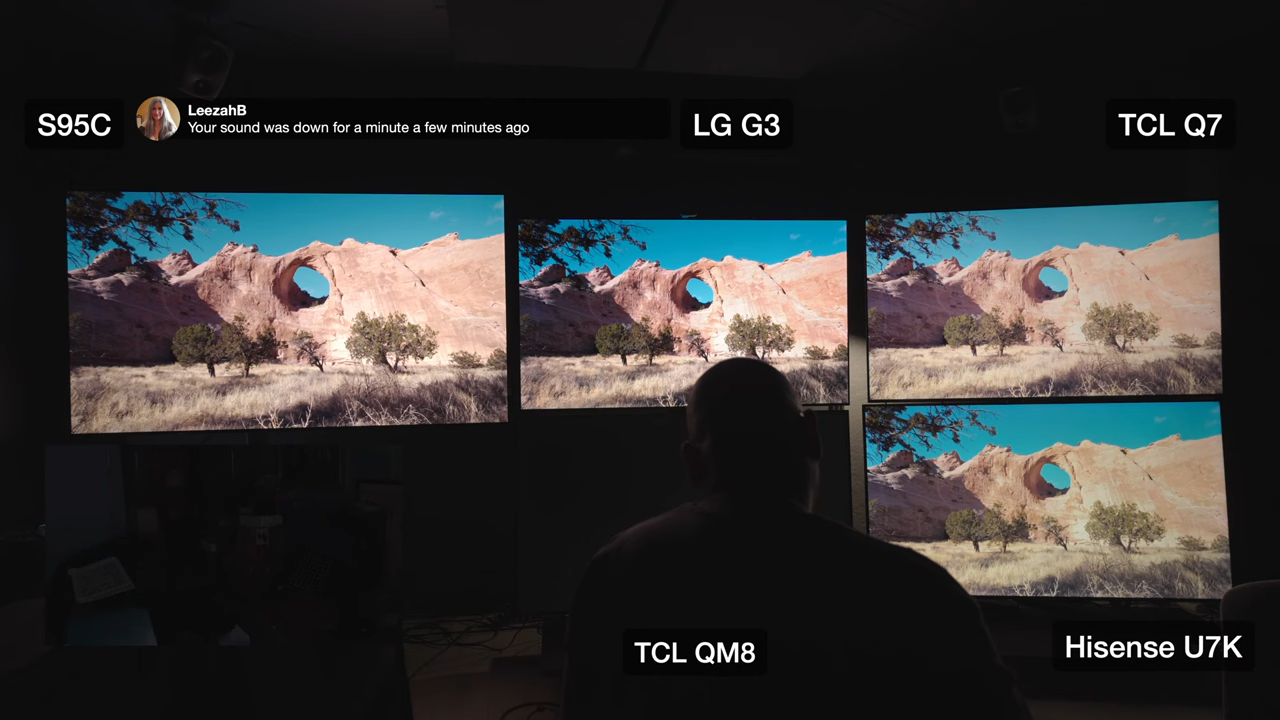 S95C
LeezahB
Your sound was down for a minute a few minutes ago
LG G3
TCL Q7
TCL QM8
Hisense U7K